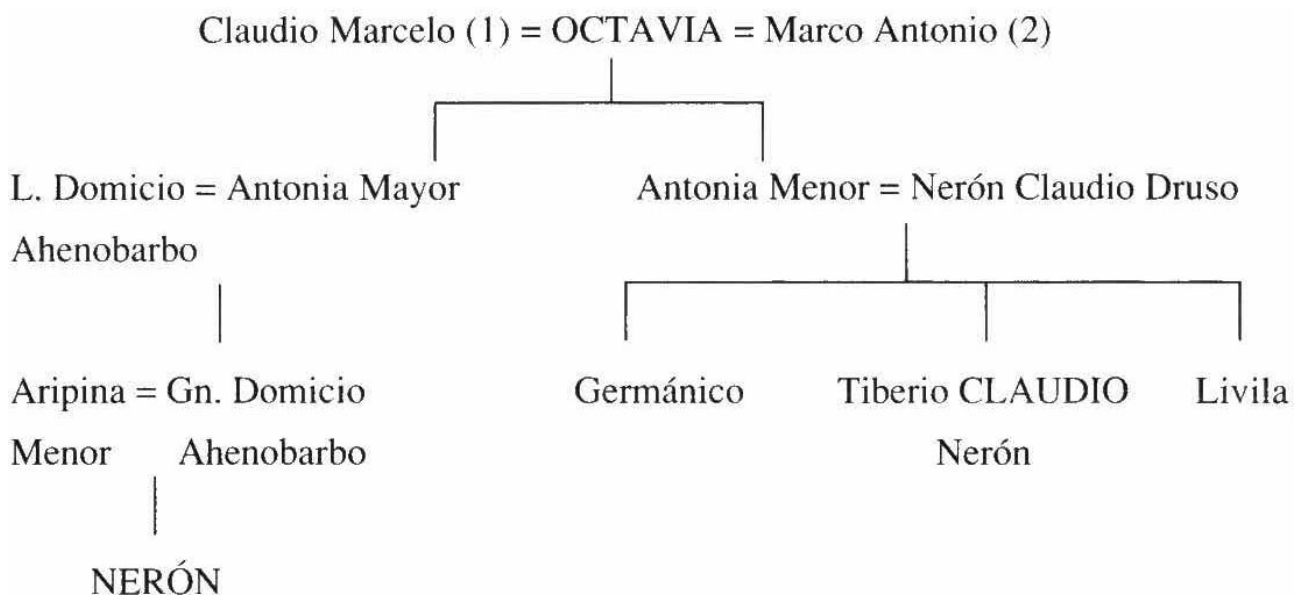 Claudio Marcelo (1) = OCTAVIA = Marco Antonio (2)
L. Domicio = Antonia Mayor Antonia Menor = Nerón Claudio Druso
Ahenobarbo
Aripina = Gn. Domicio Germánico Tiberio CLAUDIO Livila
Menor Ahenobarbo Nerón
NERÓN